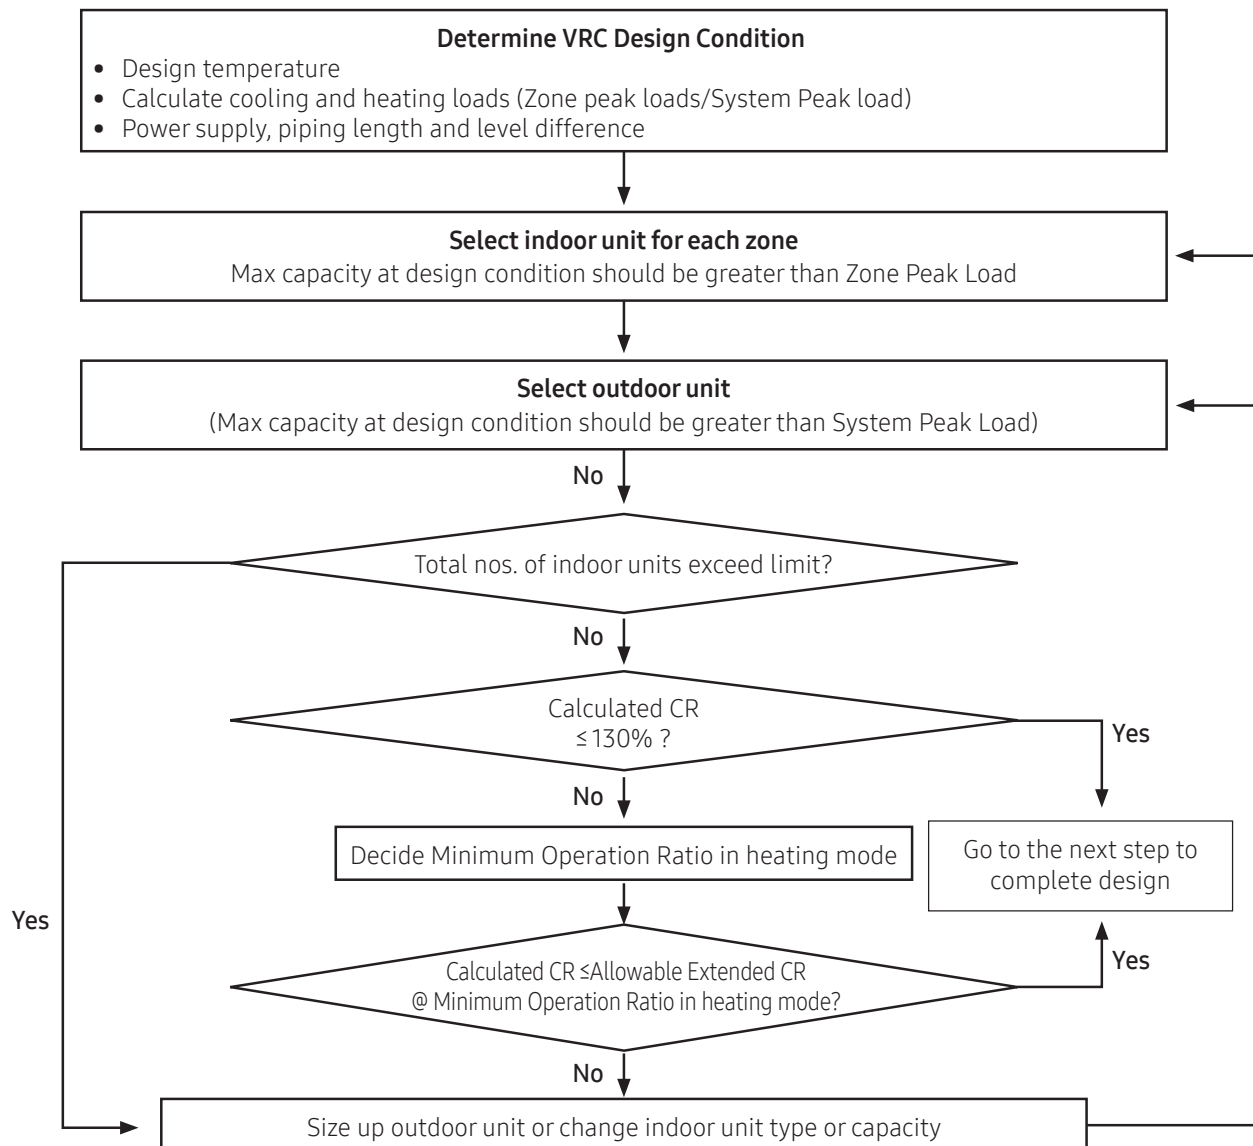 Determine VRC Design Condition
• Design temperature
• Calculate cooling and heating loads (Zone peak loads/System Peak load)
• Power supply, piping length and level difference
Select indoor unit for each zone
Max capacity at design condition should be greater than Zone Peak Load
Select outdoor unit
(Max capacity at design condition should be greater than System Peak Load)
No
Total nos. of indoor units exceed limit?
No
Calculated CR
≤ 130% ?
Yes
No
Decide Minimum Operation Ratio in heating mode
Go to the next step to
complete design
Yes
Calculated CR ≤Allowable Extended CR
@ Minimum Operation Ratio in heating mode?
Yes
No
Size up outdoor unit or change indoor unit type or capacity